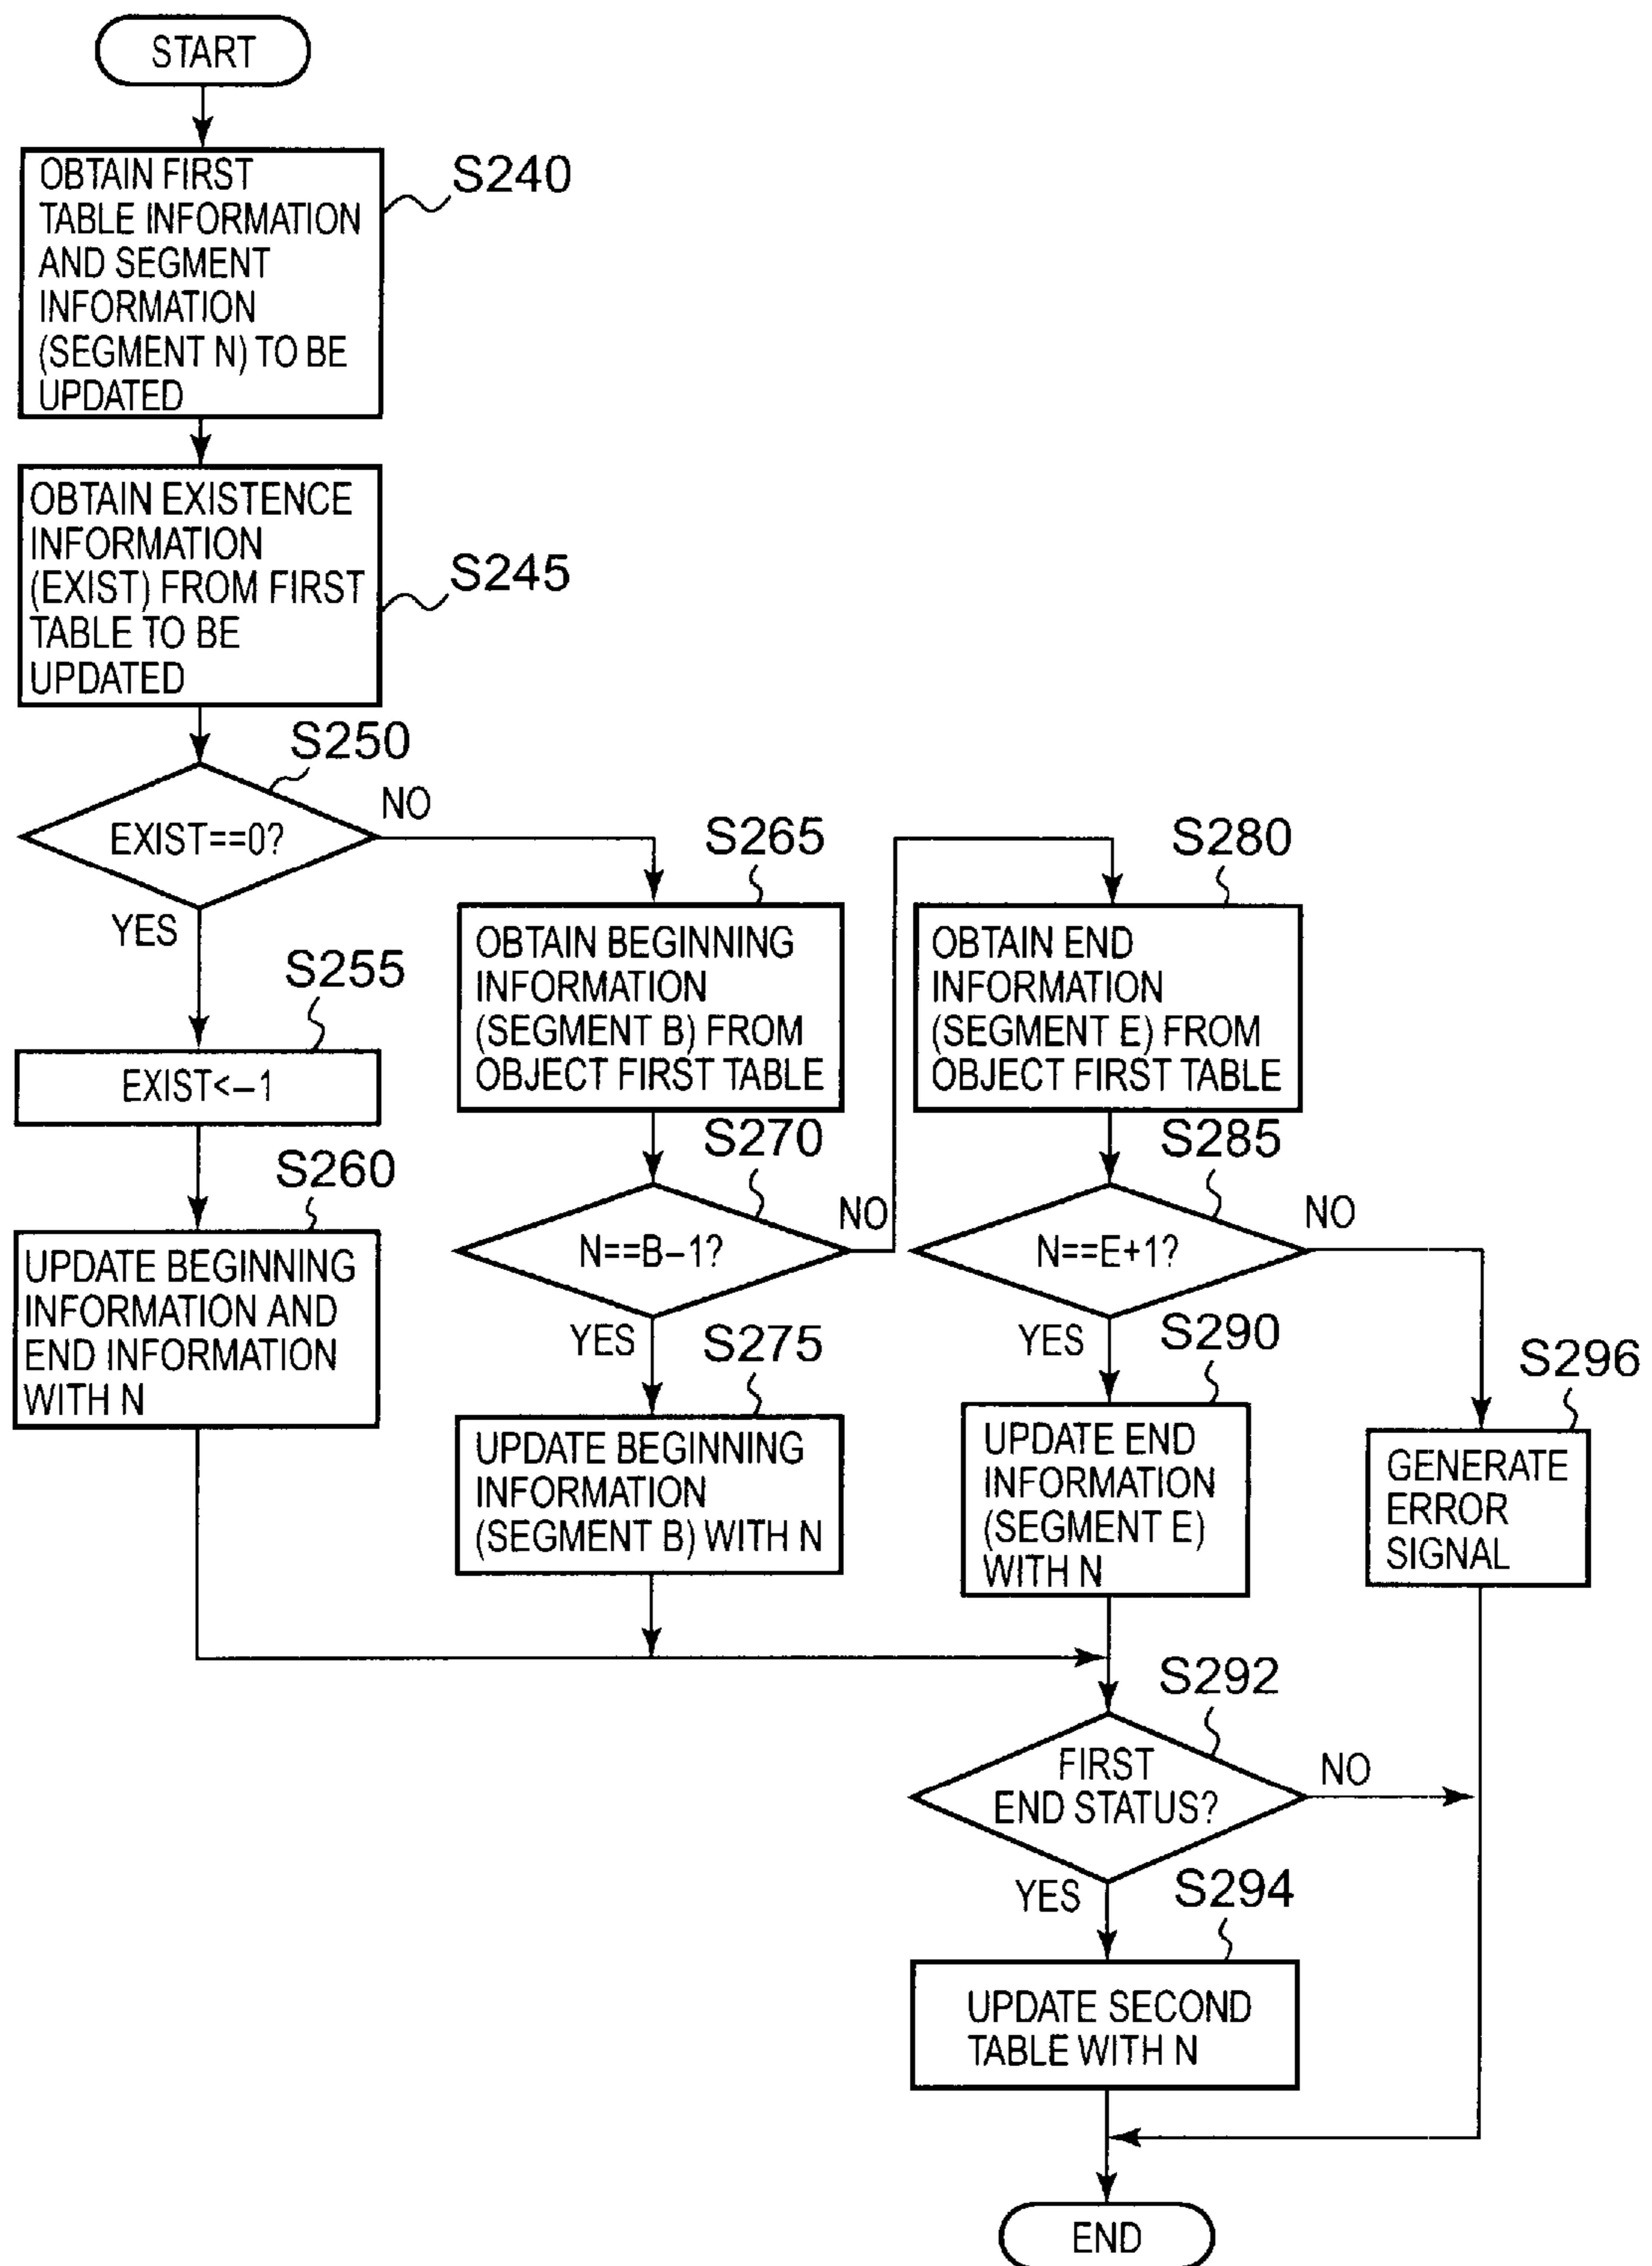 START
OBTAIN FIRST
TABLE INFORMATION
AND SEGMENT
INFORMATION
(SEGMENT N) TO BE
UPDATED
S240
OBTAIN EXISTENCE
INFORMATION
(EXIST) FROM FIRST
TABLE TO BE
UPDATED
S245
S250
EXIST==0?
NO
YES
S255
EXIST<–1
S260
UPDATE BEGINNING
INFORMATION AND
END INFORMATION
WITH N
S265
OBTAIN BEGINNING
INFORMATION
(SEGMENT B) FROM
OBJECT FIRST TABLE
S270
N==B–1?
NO
YES
S275
UPDATE BEGINNING
INFORMATION
(SEGMENT B) WITH N
S280
OBTAIN END
INFORMATION
(SEGMENT E) FROM
OBJECT FIRST TABLE
S285
N==E+1?
NO
YES
S290
UPDATE END
INFORMATION
(SEGMENT E)
WITH N
S296
GENERATE
ERROR
SIGNAL
S292
FIRST
END STATUS?
NO
YES
S294
UPDATE SECOND
TABLE WITH N
END